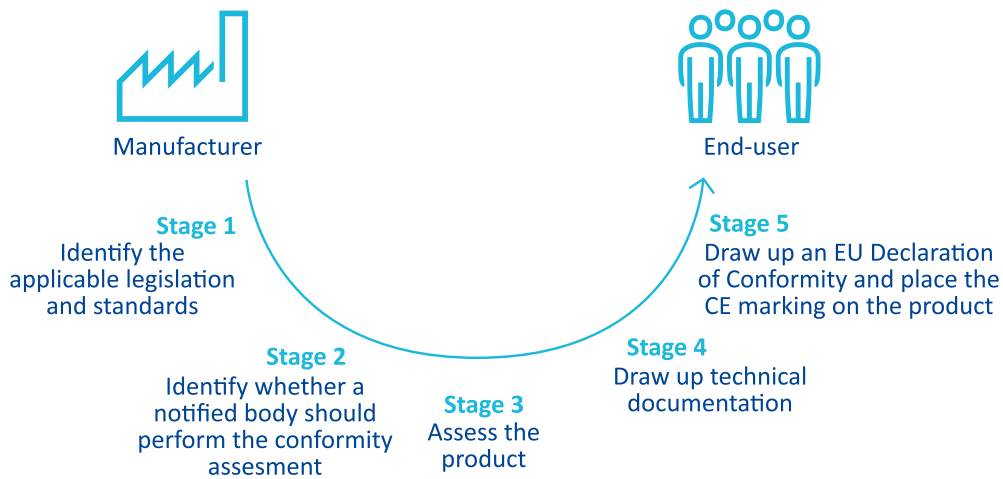 Manufacturer
End-user
Stage 1
Identify the
applicable legislation
and standards
Stage 2
Identify whether a
notified body should
perform the conformity
assesment
Stage 3
Assess the
product
Stage 4
Draw up technical
documentation
Stage 5
Draw up an EU Declaration
of Conformity and place the
CE marking on the product